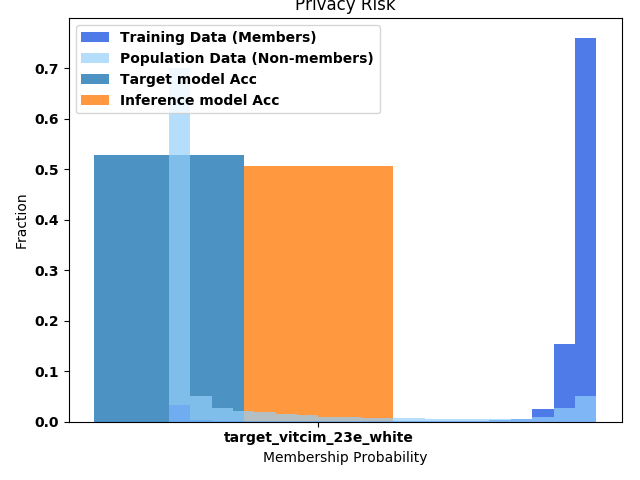 Privacy Risk
Training Data (Members)
Population Data (Non-members)
Target model Acc
Inference model Acc
Fraction
0.7
0.6
0.5
0.4
0.3
0.2
0.1
0.0
target_vitcim_23e_white
Membership Probability